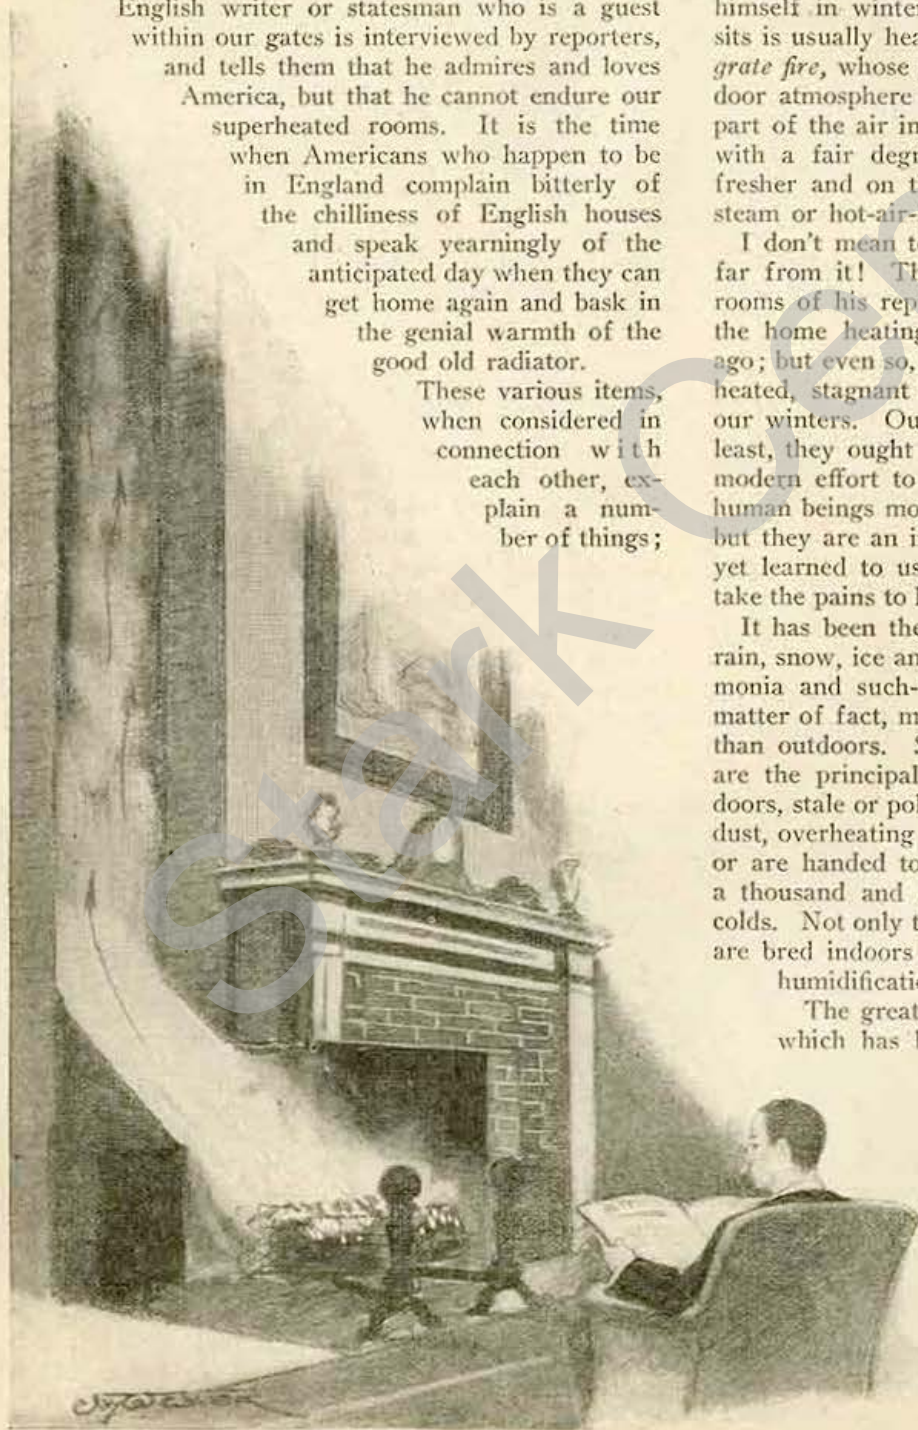 English writer or statesman who is a guest
within our gates is interviewed by reporters,
and tells them that he admires and loves
America, but that he cannot endure our
superheated rooms. It is the time
when Americans who happen to be
in England complain bitterly of
the chilliness of English houses
and speak yearningly of the
anticipated day when they can
get home again and bask in
the genial warmth of the
good old radiator.
These various items,
when considered in
connection with
each other, ex-
plain a num-
ber of things;
himself in winter
sits is usually hea
grate fire, whose
door atmosphere
part of the air in
with a fair degr
fresher and on t
steam or hot-air-
I don't mean t
far from it! Th
rooms of his rep
the home heating
ago; but even so,
heated, stagnant
our winters. Ou
least, they ought
modern effort to
human beings mo
but they are an i
yet learned to us
take the pains to
It has been the
rain, snow, ice an
monia and such-
matter of fact, m
than outdoors.
are the principal
doors, stale or pol
dust, overheating
or are handed to
a thousand and
colds. Not only t
are bred indoors
humidificati
The great
which has
Stark Cen